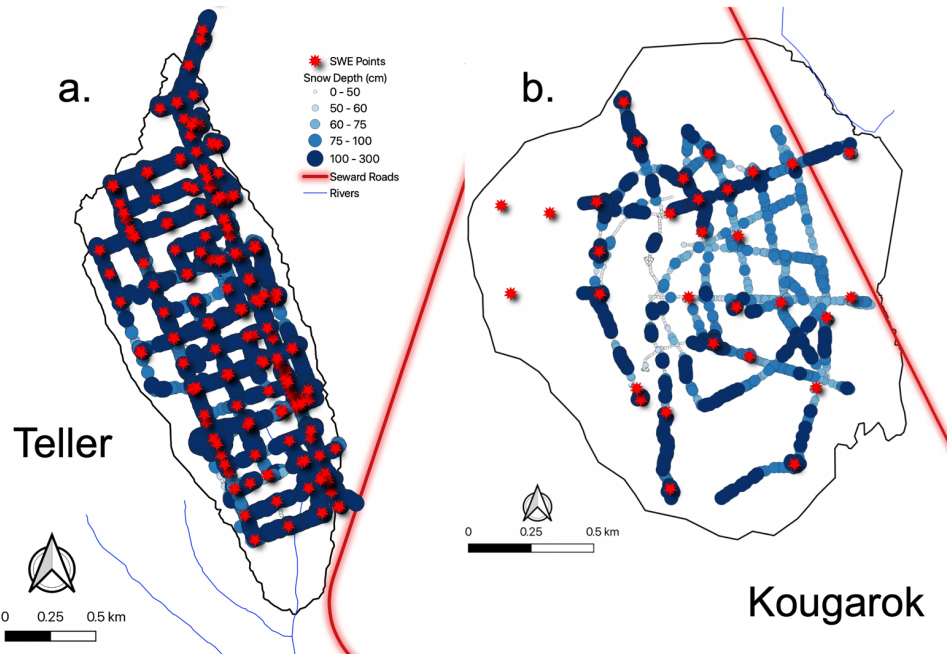 a.
SWE Points
Snow Depth (cm)
0 - 50
50 - 60
60 - 75
75 - 100
100 - 300
Seward Roads
Rivers
Teller
0 0.25 0.5 km
b.
0 0.25 0.5 km
Kougarok